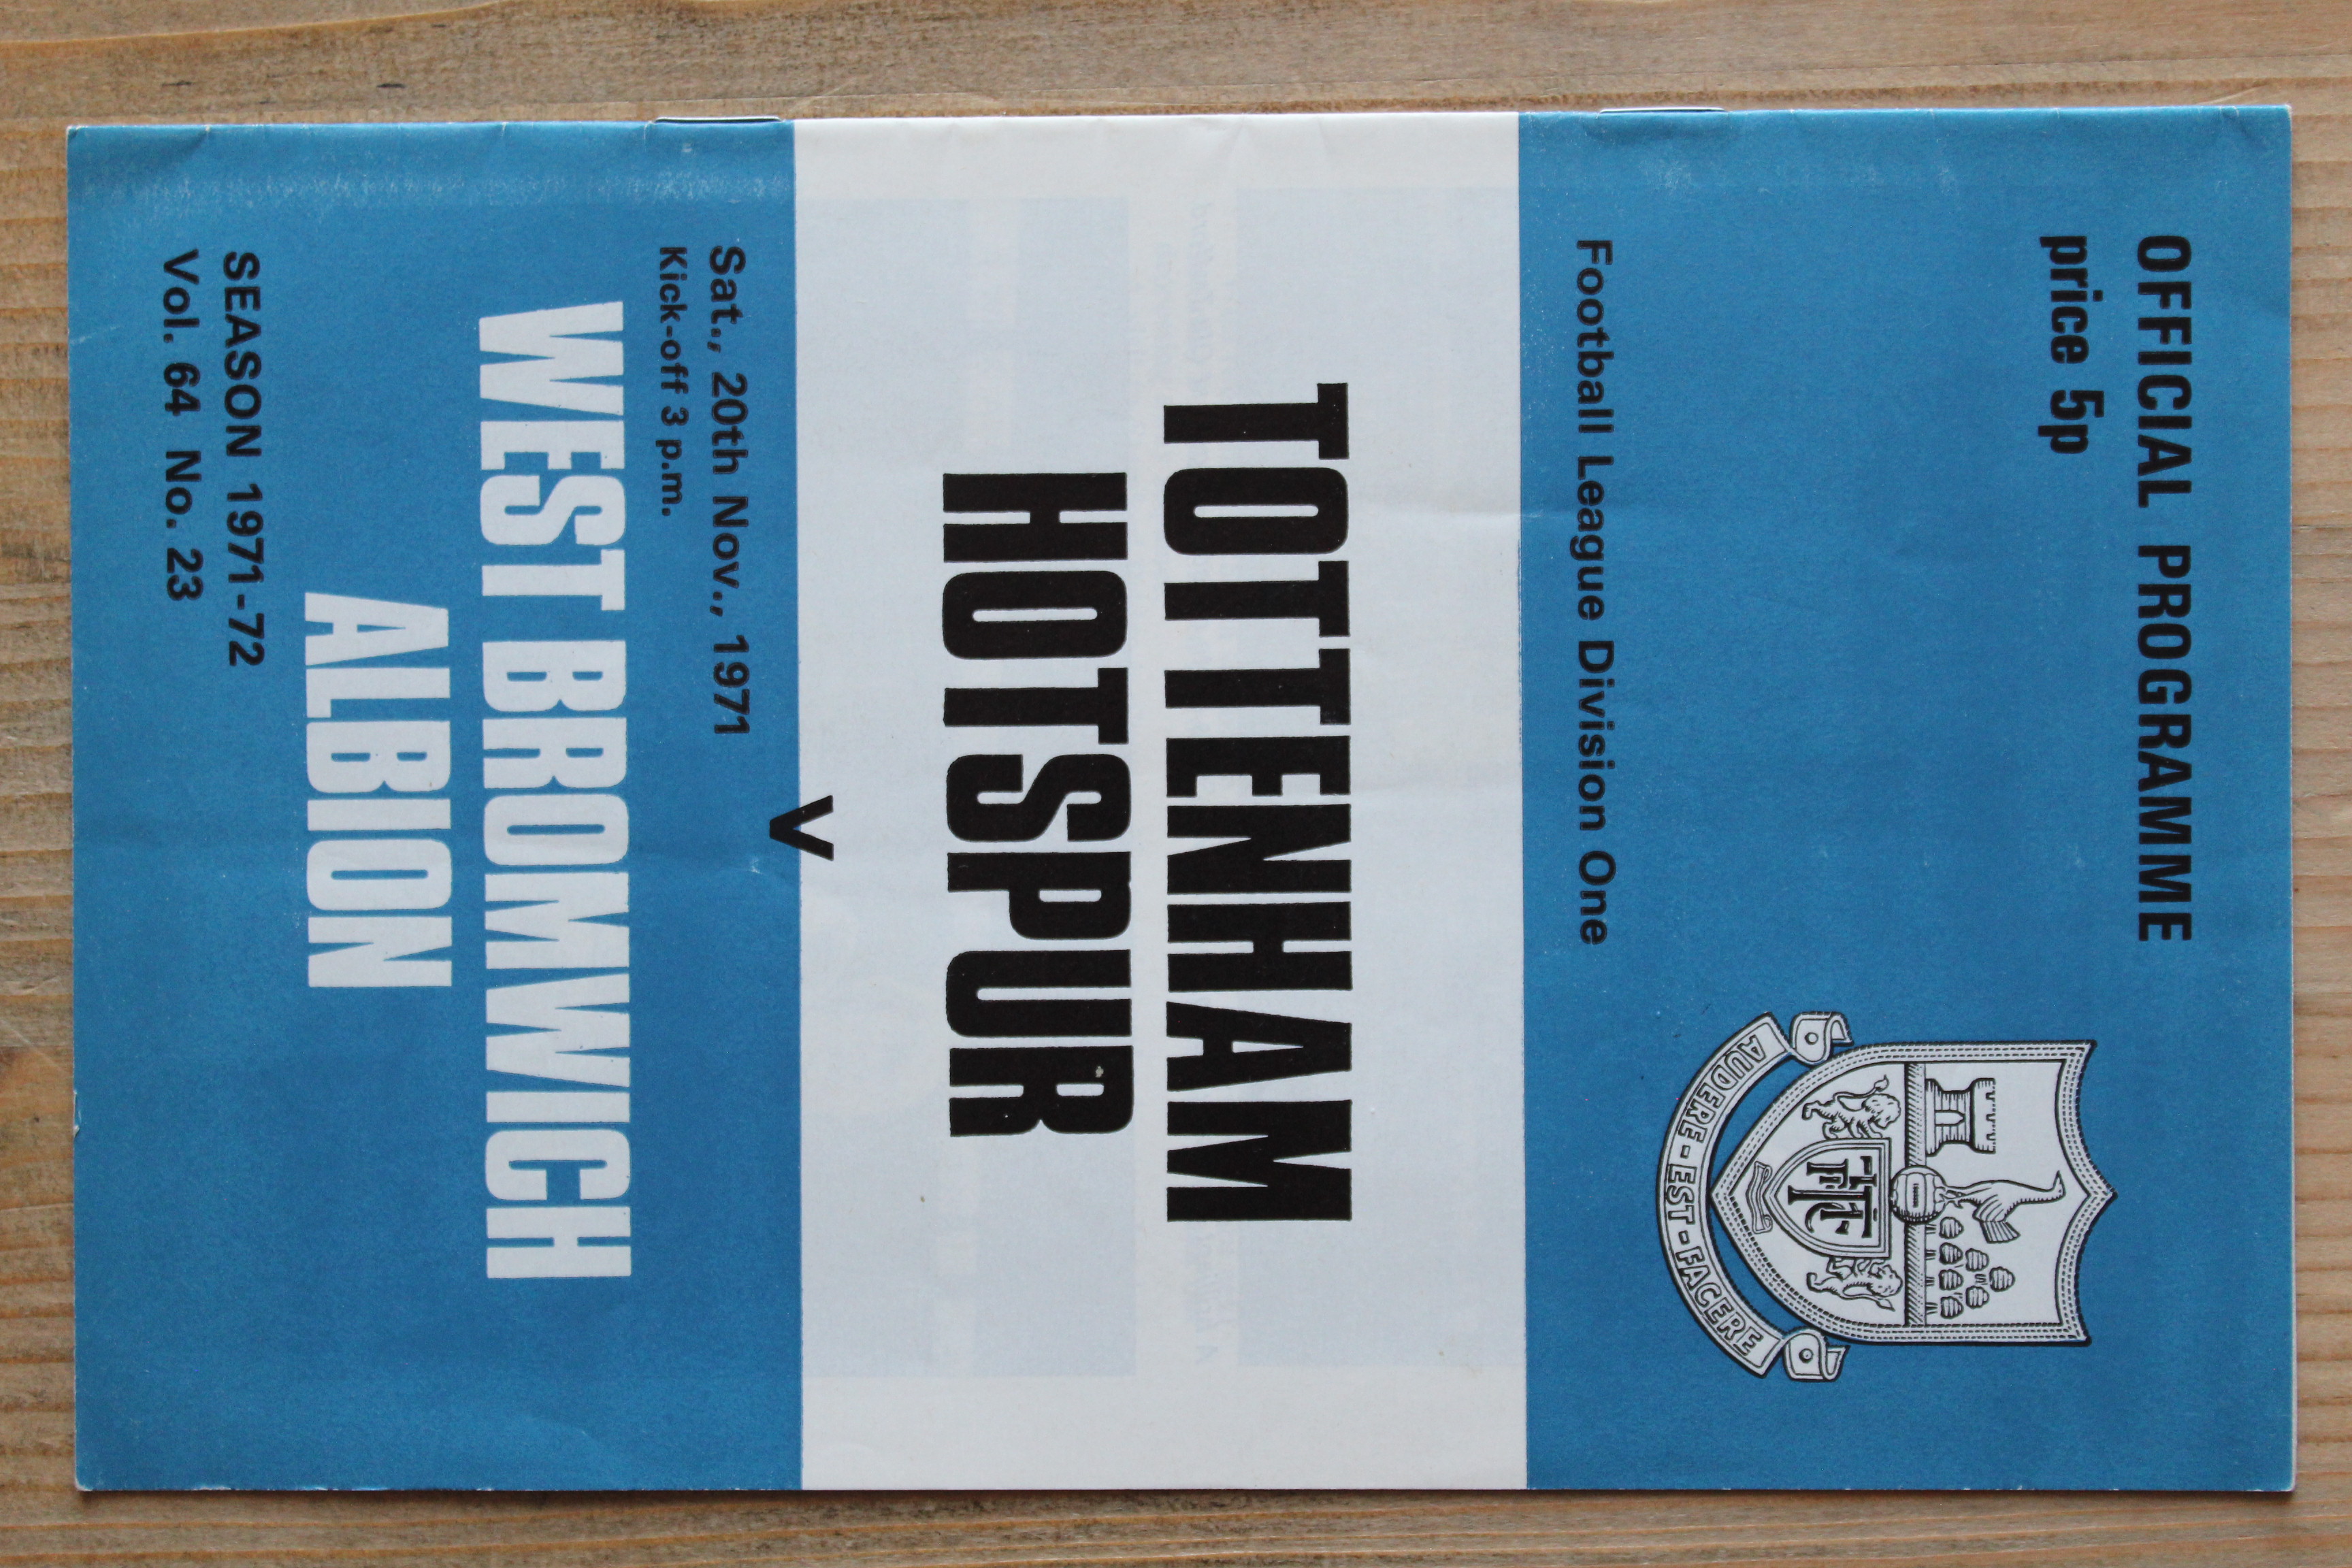 OFFICIAL PROGRAMME
price 5p
AUDERE-EST-FACERE
Football League Division One
TOTTENHAM
HOTSPUR
v
Sat., 20th Nov., 1971
Kick-off 3 p.m.
WEST BROMWICH
ALBION
SEASON 1971-72
Vol. 64 No. 23